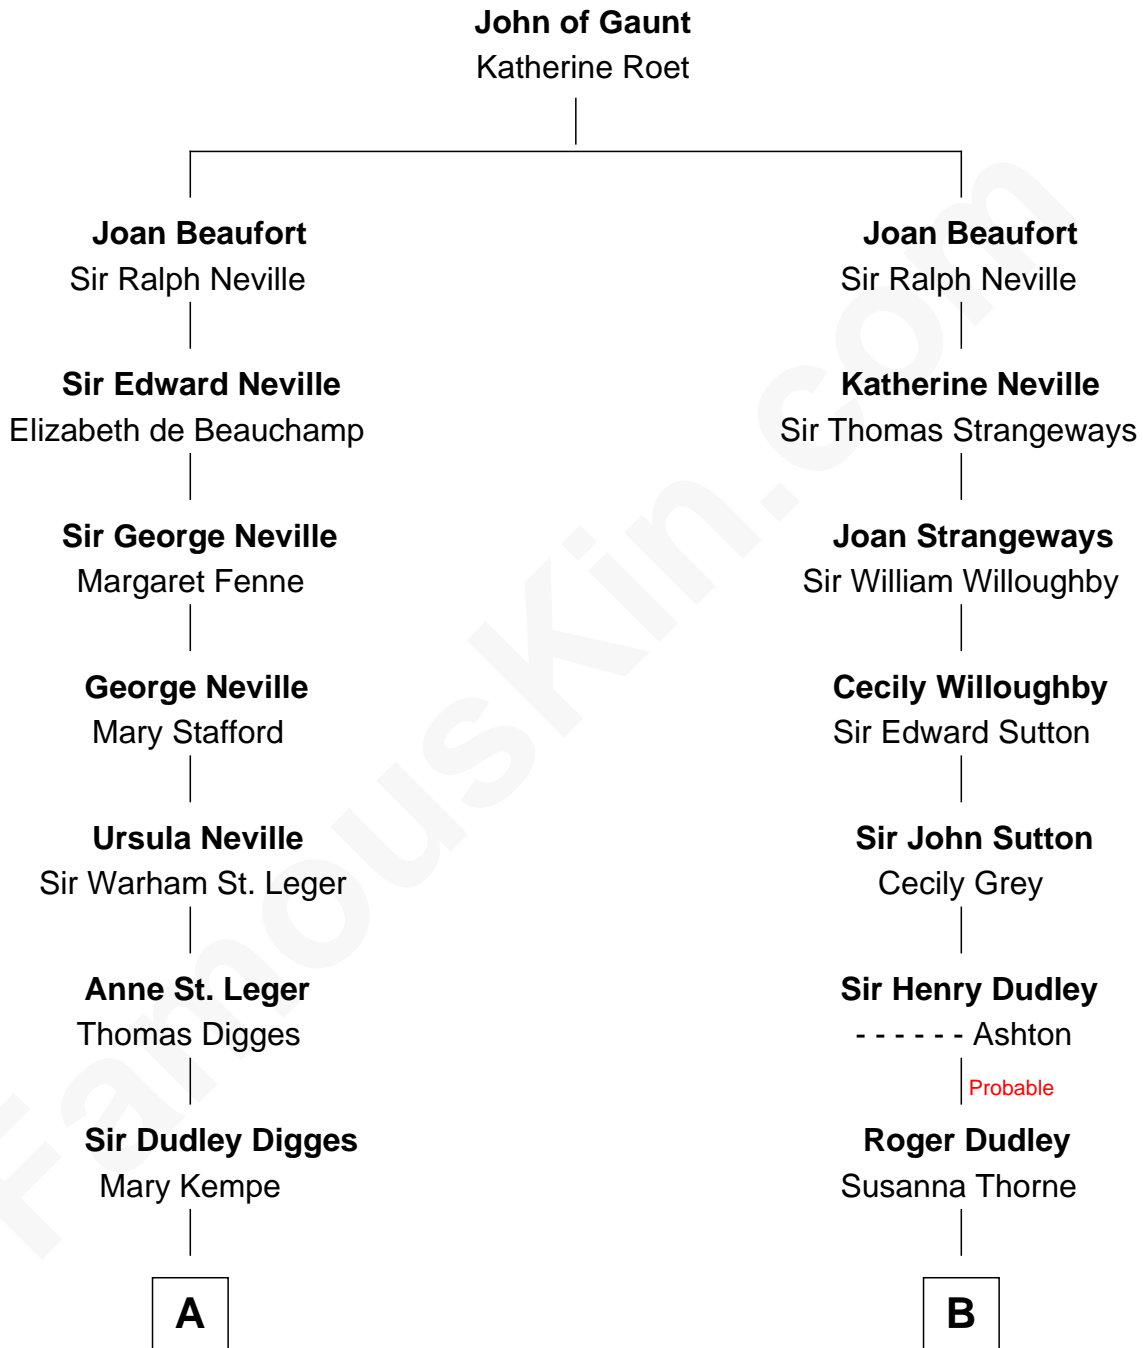 John of Gaunt
Katherine Roet
Joan Beaufort
Sir Ralph Neville
Joan Beaufort
Sir Ralph Neville
Sir Edward Neville
Elizabeth de Beauchamp
Katherine Neville
Sir Thomas Strangeways
Sir George Neville
Margaret Fenne
Joan Strangeways
Sir William Willoughby
George Neville
Mary Stafford
Cecily Willoughby
Sir Edward Sutton
Ursula Neville
Sir Warham St. Leger
Sir John Sutton
Cecily Grey
Anne St. Leger
Thomas Digges
Sir Henry Dudley
- - - - - - Ashton
Probable
Sir Dudley Digges
Mary Kempe
Roger Dudley
Susanna Thorne
A
B
FamousKin.com